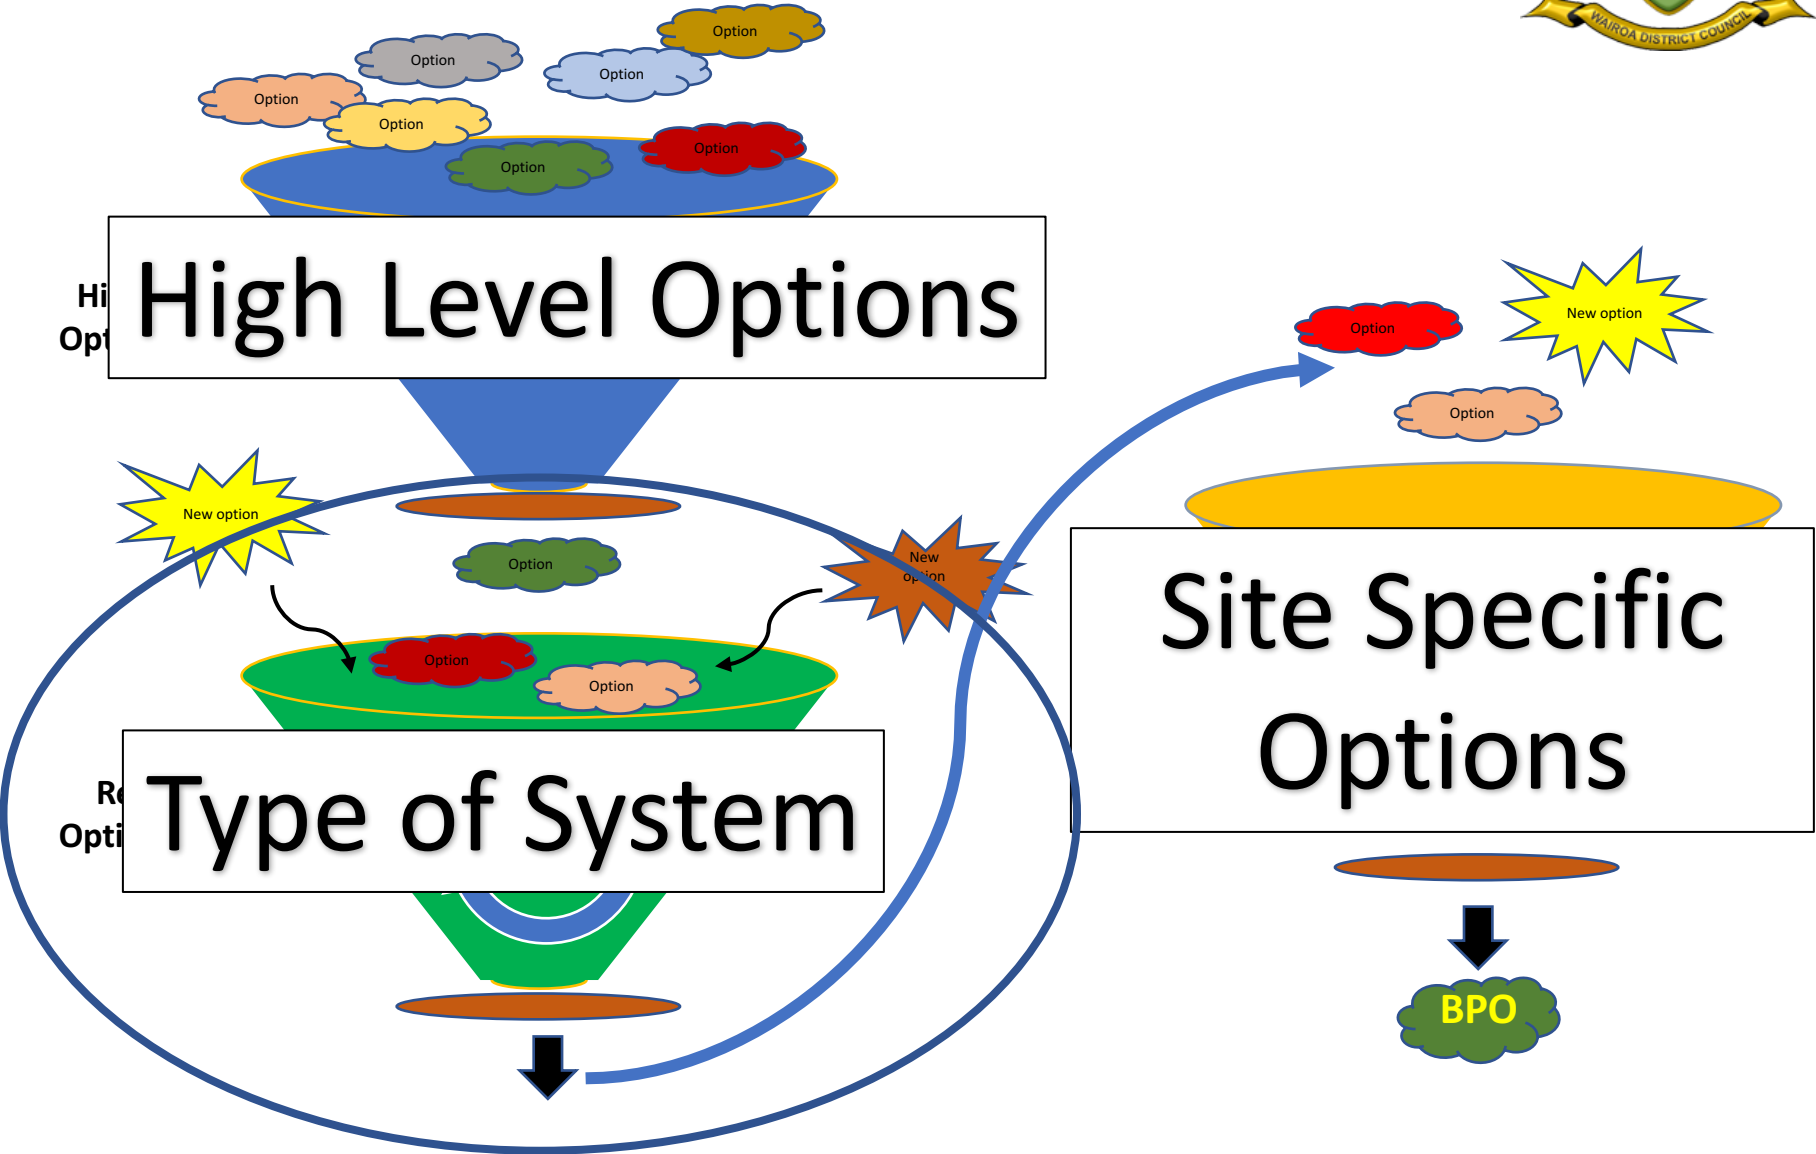 WAIROA DISTRICT COUNCIL
Option
Option
Option
Option
Option
Option
Option
High Level Options
Hi
Opt
New option
Option
New
option
Option
Option
Type of System
Re
Opti
Option
New option
Option
Site Specific
Options
BPO